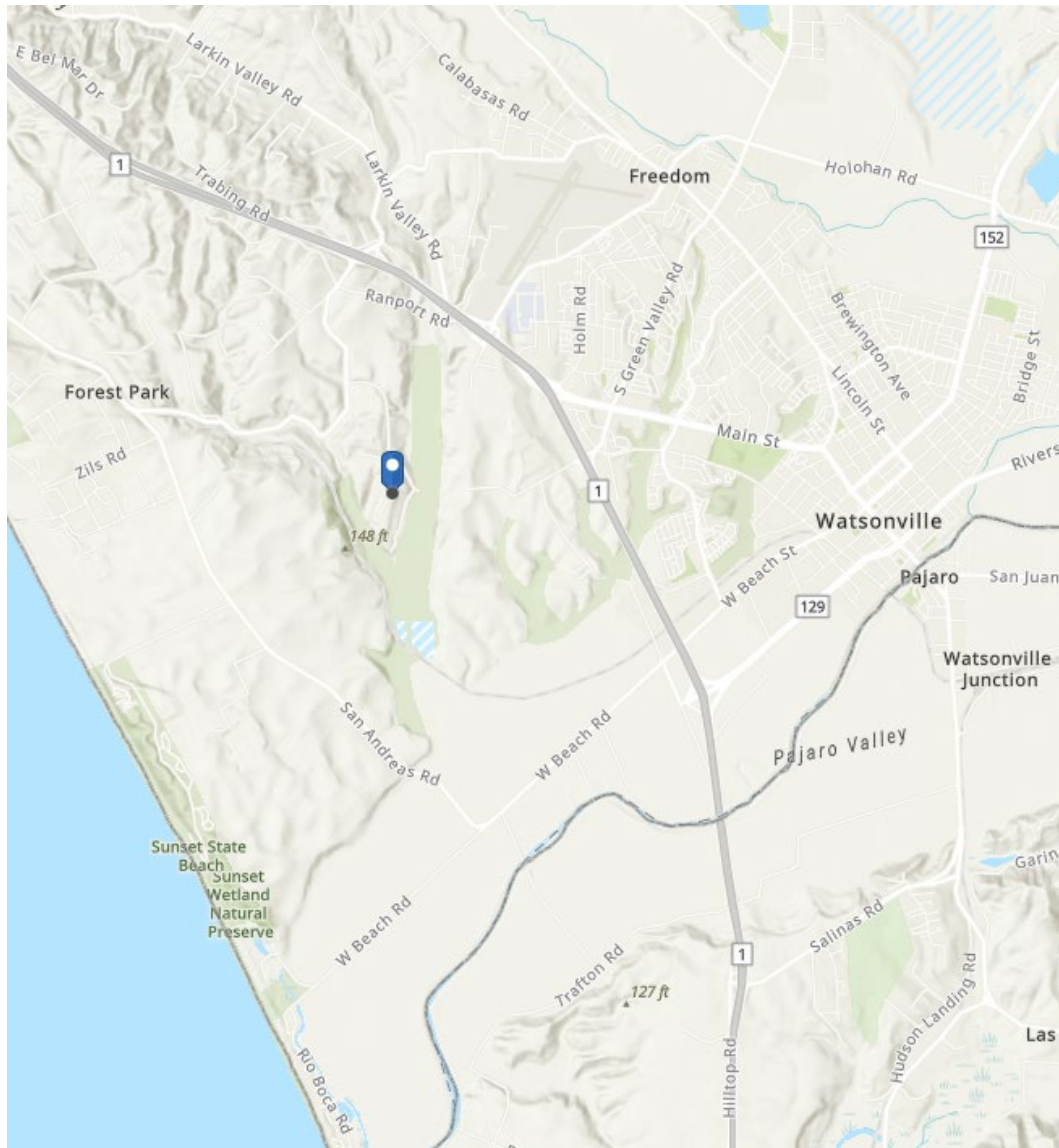 Larkin Valley Rd
E Bel Mar Dr
Calabasas Rd
1
Trabing Rd
Larkin Valley Rd
Freedom
Holohan Rd
152
Ranport Rd
Holm Rd
S Green Valley Rd
Brewington Ave
Lincoln St
Bridge St
Forest Park
Zils Rd
Main St
Rivers
1
148 ft
Watsonville
W Beach St
Pajaro
San Juan
129
Watsonville
Junction
San Andreas Rd
W Beach Rd
Pajaro Valley
Sunset State
Beach
Sunset
Wetland
Natural
Preserve
W Beach Rd
Salinas Rd
Garin
1
Trafton Rd
127 ft
Hudson Landing Rd
Las
Rio Boca Rd
Hilltop Rd